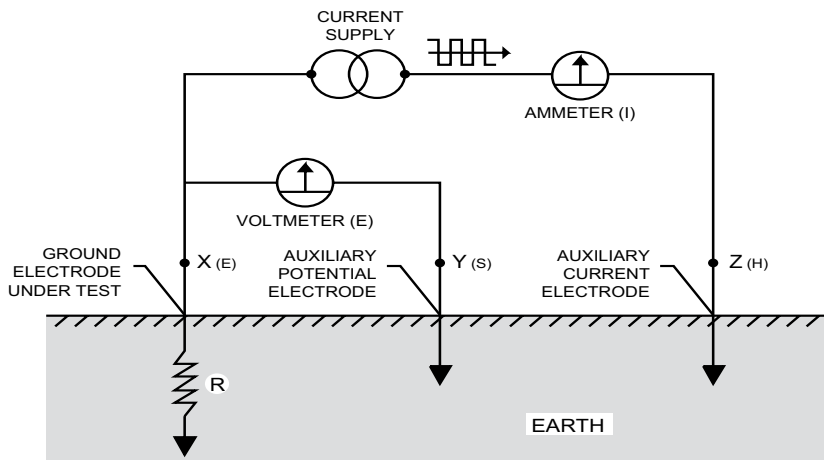 CURRENT
SUPPLY
AMMETER (I)
VOLTMETER (E)
GROUND
ELECTRODE
UNDER TEST
X (E)
AUXILIARY
POTENTIAL
ELECTRODE
Y (S)
AUXILIARY
CURRENT
ELECTRODE
Z (H)
R
EARTH